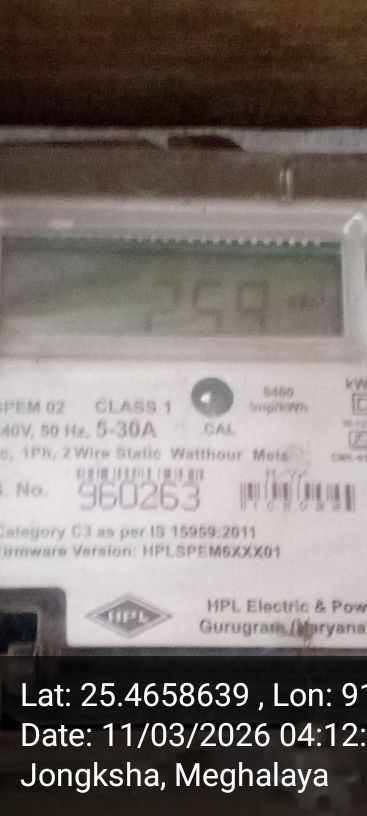 259
6400
imp/kWh
kW
PEM 02 CLASS 1
40V, 50 Hz, 5-30A
CAL
c, 1Ph, 2 Wire Static Watthour Mete
. No. 960263
Category C3 as per IS 15959:2011
irmware Version: HPLSPEM6XXX01
HPL
HPL Electric & Pow
Gurugram (Haryana
Lat: 25.4658639 , Lon: 91
Date: 11/03/2026 04:12:
Jongksha, Meghalaya